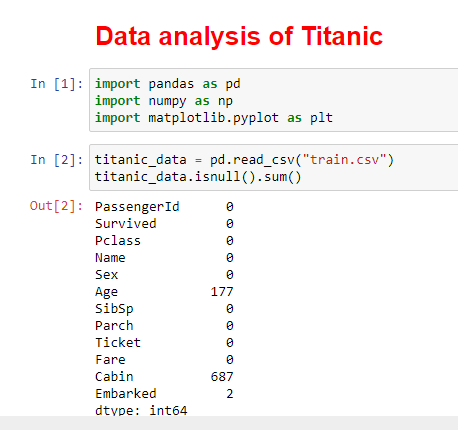 Data analysis of Titanic
In [1]: import pandas as pd
import numpy as np
import matplotlib.pyplot as plt
In [2]: titanic_data = pd.read_csv("train.csv")
titanic_data.isnull().sum()
Out[2]: PassengerId 0
Survived 0
Pclass 0
Name 0
Sex 0
Age 177
SibSp 0
Parch 0
Ticket 0
Fare 0
Cabin 687
Embarked 2
dtype: int64